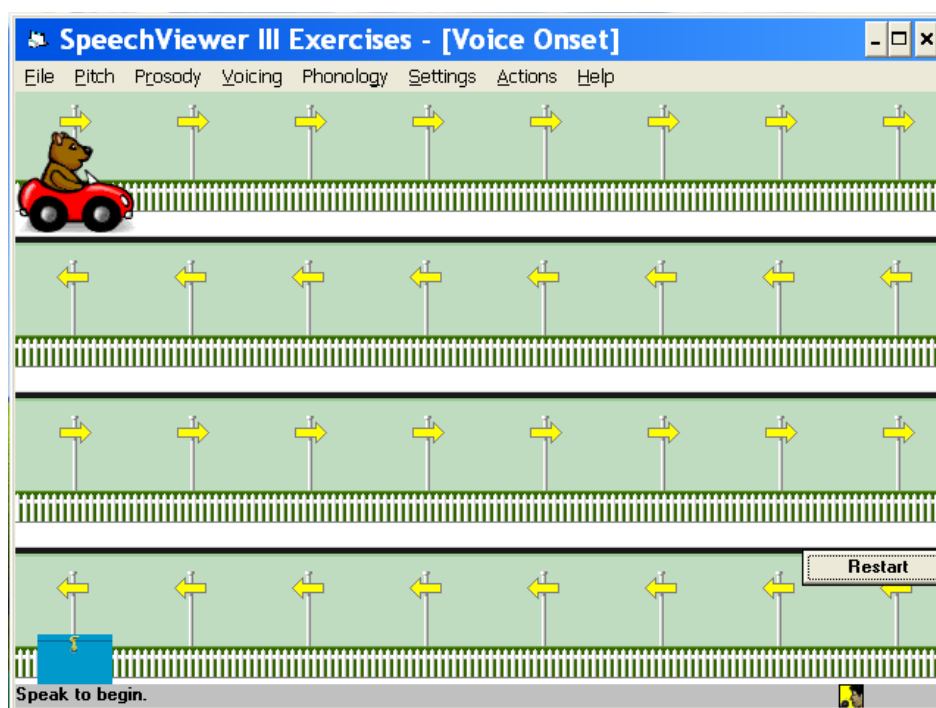 SpeechViewer III Exercises - [Voice Onset]
File Pitch Prosody Voicing Phonology Settings Actions Help
Restart
Speak to begin.